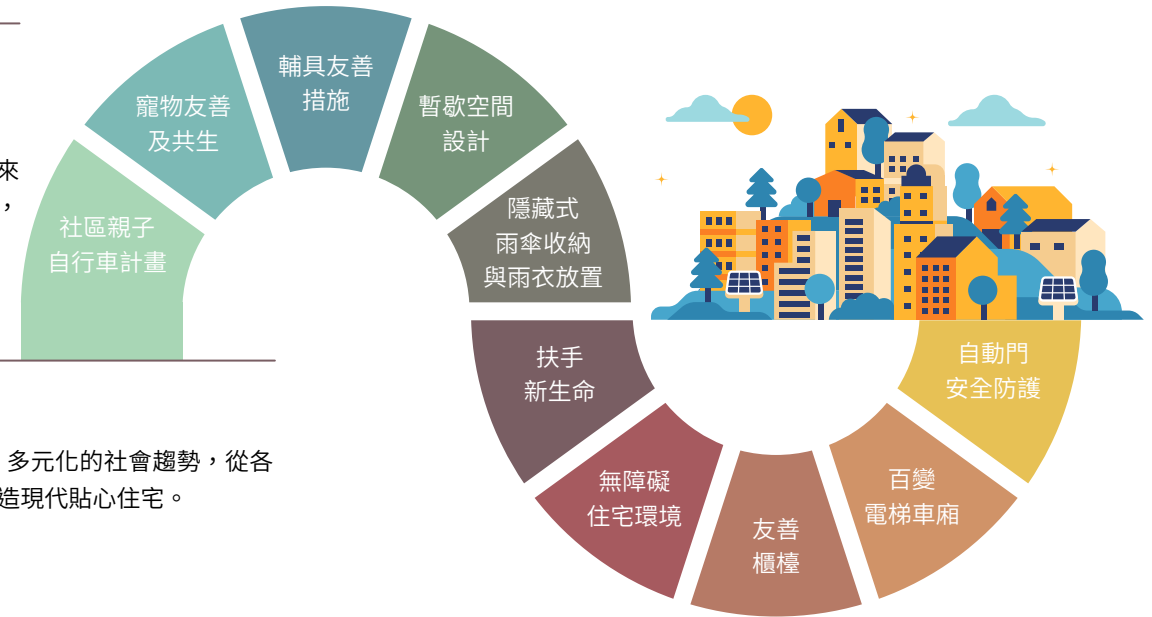 社區親子
自行車計畫
寵物友善
及共生
輔具友善
措施
暫歇空間
設計
隱藏式
雨傘收納
與雨衣放置
扶手
新生命
無障礙
住宅環境
友善
櫃檯
百變
電梯車廂
自動門
安全防護
來
，
多元化的社會趨勢，從各
造現代貼心住宅。